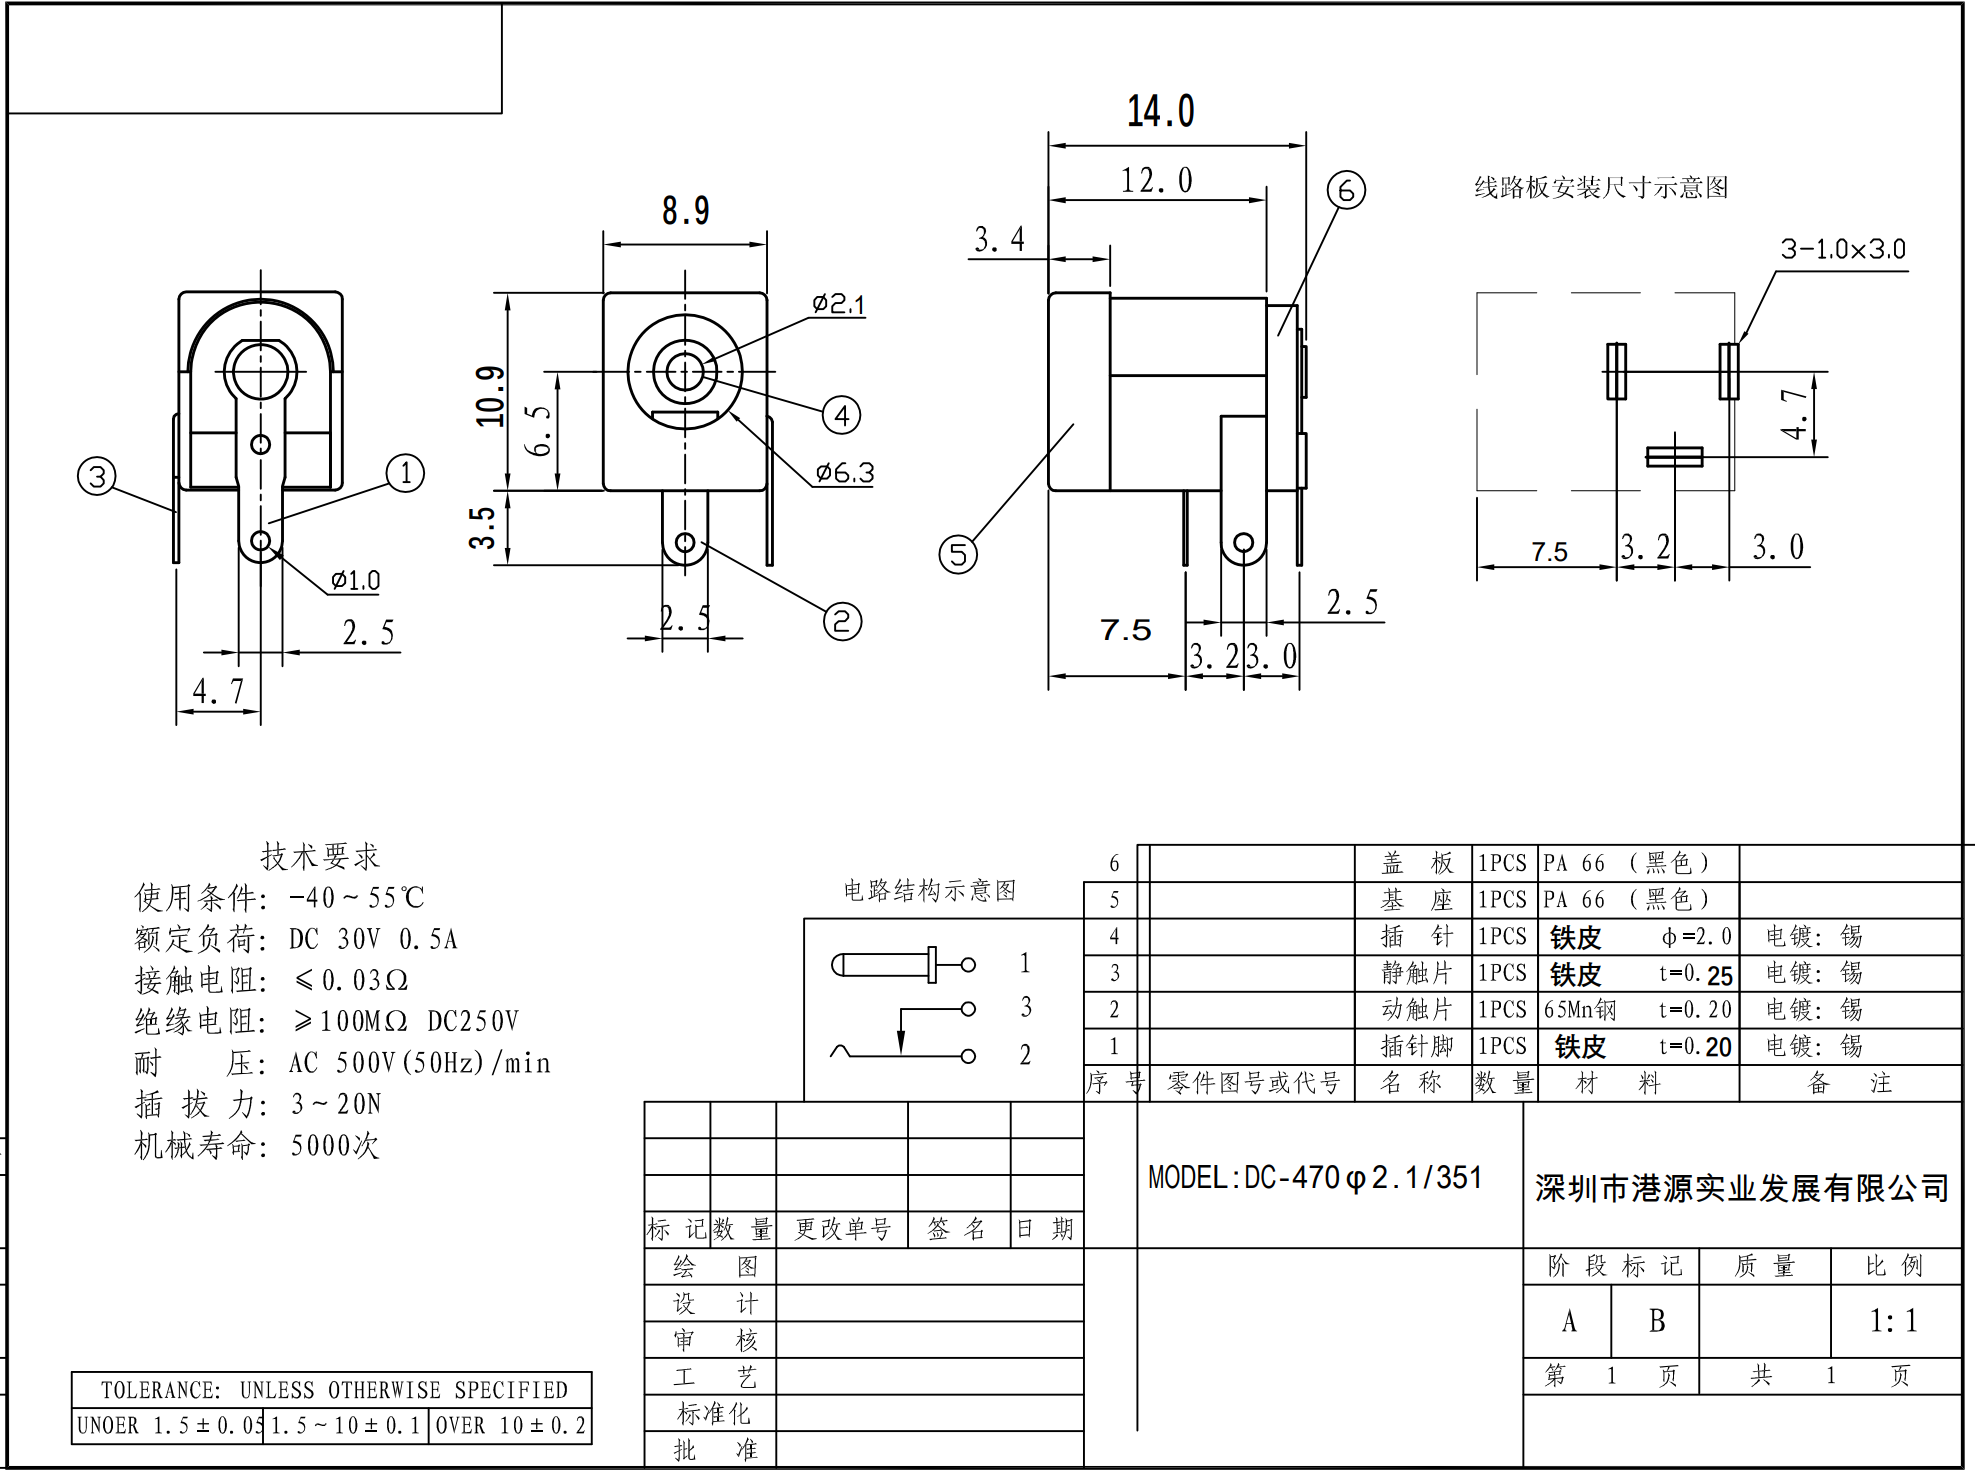 14.0
12.0
8.9
3.4
6
线路板安装尺寸示意图
3-1.0×3.0
ø2.1
10.9
6.5
4
4.7
3
1
ø6.3
3.5
5
7.5
3.2
3.0
ø1.0
2
2.5
2.5
2.5
7.5
3.2
3.0
4.7
技术要求
使用条件: -40~55℃
额定负荷: DC 30V 0.5A
接触电阻: ≤0.03Ω
绝缘电阻: ≥100MΩ DC250V
耐 压: AC 500V(50Hz)/min
插 拔 力: 3~20N
机械寿命: 5000次
电路结构示意图
1
3
2
6 盖 板 1PCS PA 66 (黑色)
5 基 座 1PCS PA 66 (黑色)
4 插 针 1PCS 铁皮 ф=2.0 电镀: 锡
3 静触片 1PCS 铁皮 t=0.25 电镀: 锡
2 动触片 1PCS 65Mn钢 t=0.20 电镀: 锡
1 插针脚 1PCS 铁皮 t=0.20 电镀: 锡
序 号 零件图号或代号 名 称 数 量 材 料 备 注
MODEL:DC-470φ2.1/351
深圳市港源实业发展有限公司
标 记 数 量 更改单号 签 名 日 期
绘 图
设 计
审 核
工 艺
标准化
批 准
阶 段 标 记 质 量 比 例
A B 1:1
第 1 页 共 1 页
TOLERANCE: UNLESS OTHERWISE SPECIFIED
UNOER 1.5±0.05 1.5~10±0.1 OVER 10±0.2